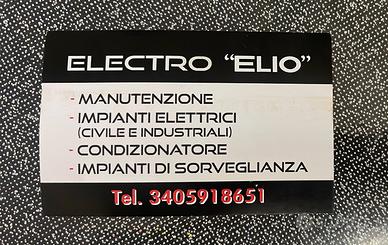 ELECTRO "ELIO"
- MANUTENZIONE
- IMPIANTI ELETTRICI
(CIVILE E INDUSTRIALI)
- CONDIZIONATORE
- IMPIANTI DI SORVEGLIANZA
Tel. 3405918651